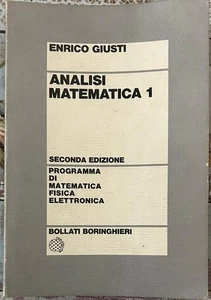 ENRICO GIUSTI
ANALISI
MATEMATICA 1
SECONDA EDIZIONE
PROGRAMMA
DI
MATEMATICA
FISICA
ELETTRONICA
BOLLATI BORINGHIERI